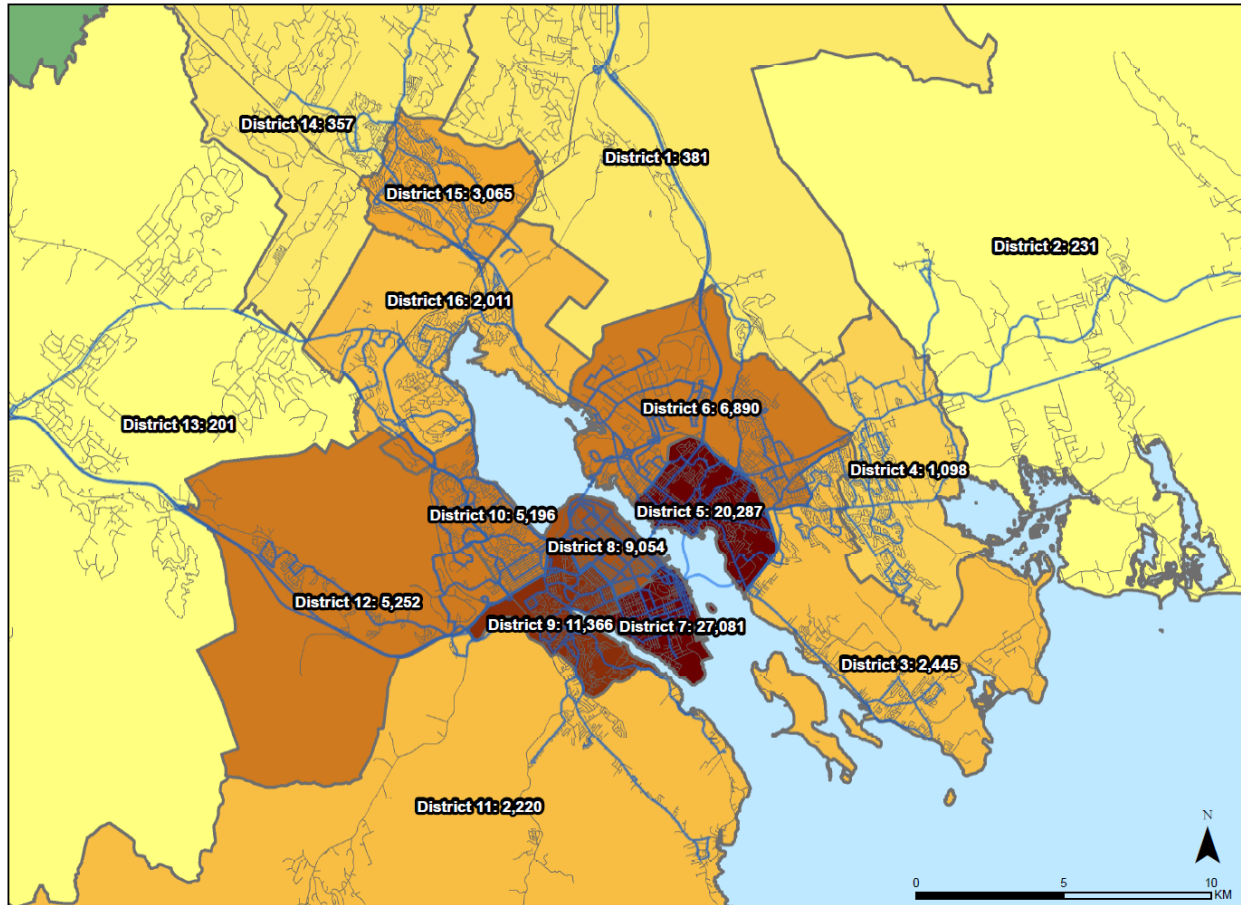 District 14: 357
District 1: 381
District 15: 3,065
District 2: 231
District 16: 2,011
District 6: 6,890
District 13: 201
District 4: 1,098
District 10: 5,196
District 5: 20,287
District 8: 9,054
District 12: 5,252
District 9: 11,366
District 7: 27,081
District 3: 2,445
District 11: 2,220
N
0 5 10
KM